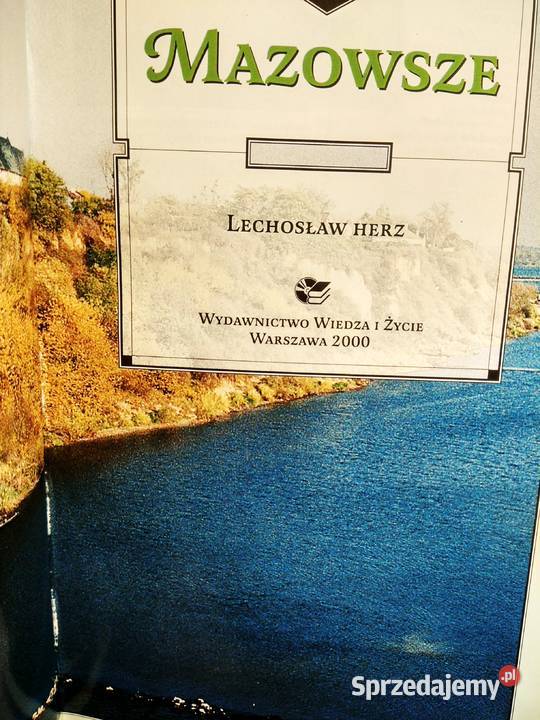 MAZOWSZE
LECHOSŁAW HERZ
WYDAWNICTWO WIEDZA I ŻYCIE
WARSZAWA 2000
Sprzedajemy.pl